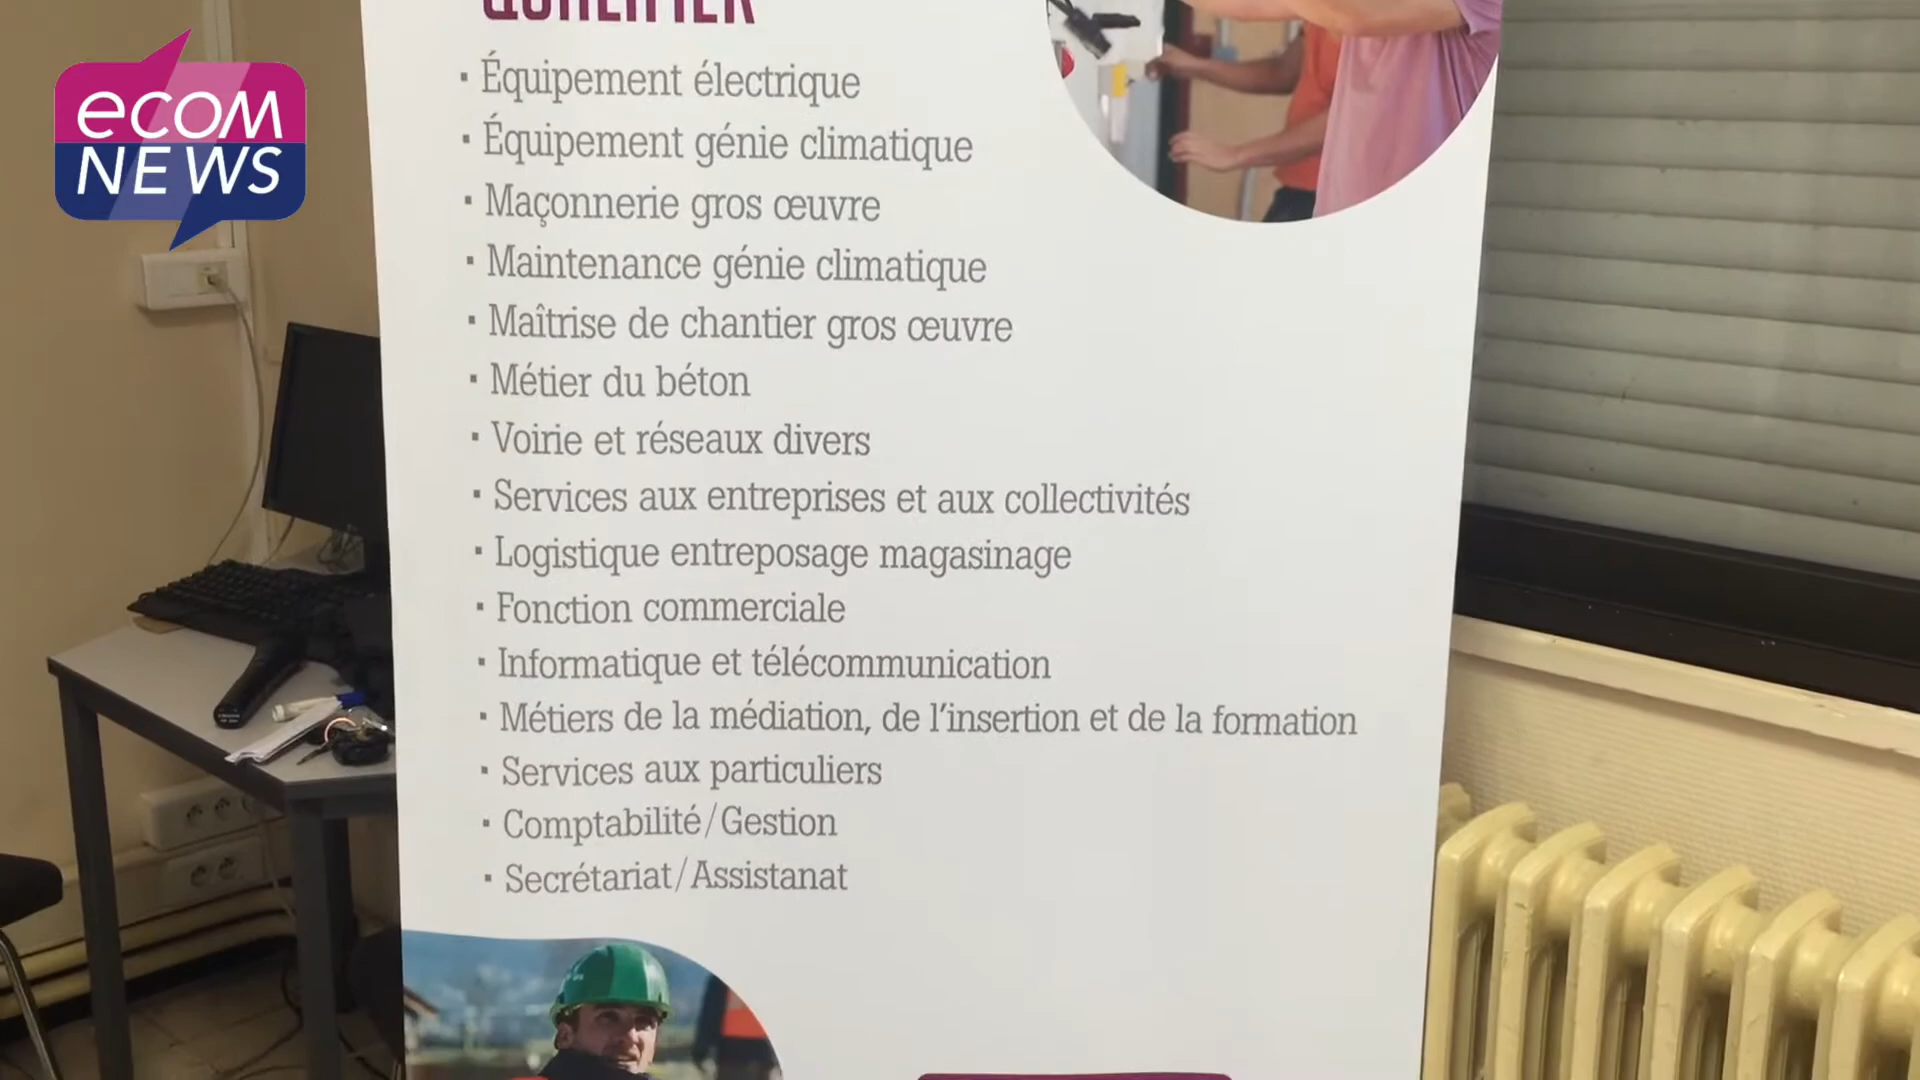 QUALIFIER
ecom
NEWS
▪ Équipement électrique
▪ Équipement génie climatique
▪ Maçonnerie gros œuvre
▪ Maintenance génie climatique
▪ Maîtrise de chantier gros œuvre
▪ Métier du béton
▪ Voirie et réseaux divers
▪ Services aux entreprises et aux collectivités
▪ Logistique entreposage magasinage
▪ Fonction commerciale
▪ Informatique et télécommunication
▪ Métiers de la médiation, de l'insertion et de la formation
▪ Services aux particuliers
▪ Comptabilité/Gestion
▪ Secrétariat/Assistanat